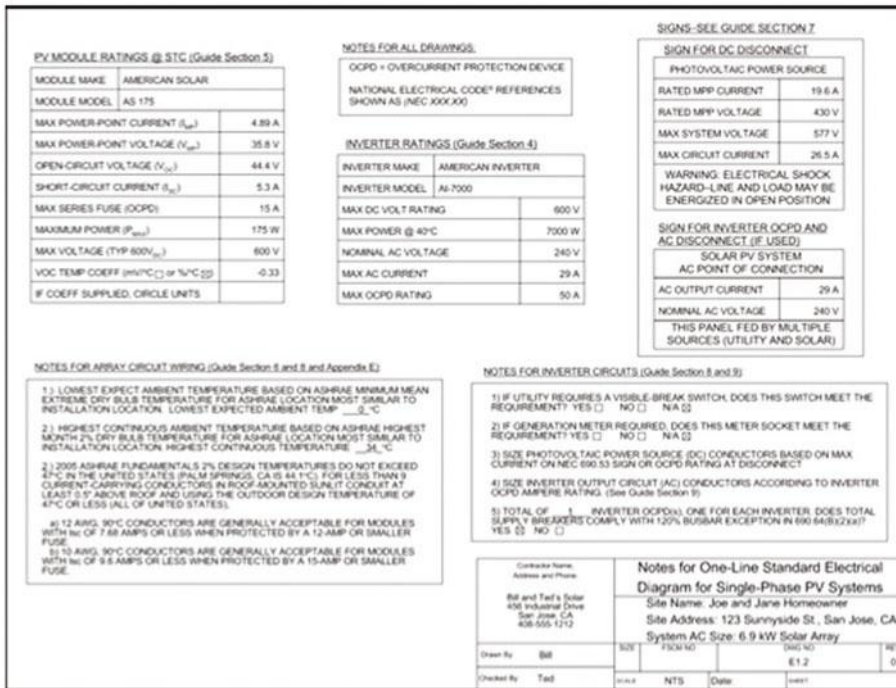 PV MODULE RATINGS @ STC (Guide Section 5)
MODULE MAKE AMERICAN SOLAR
MODULE MODEL AS 175
MAX POWER-POINT CURRENT (IMP) 4.89 A
MAX POWER-POINT VOLTAGE (VMP) 35.8 V
OPEN-CIRCUIT VOLTAGE (VOC) 44.4 V
SHORT-CIRCUIT CURRENT (ISC) 5.3 A
MAX SERIES FUSE (OCPD) 15 A
MAXIMUM POWER (PMAX) 175 W
MAX VOLTAGE (TYP 600VDC) 600 V
VOC TEMP COEFF (mV/°C☐ or %/°C☒) -0.33
IF COEFF SUPPLIED, CIRCLE UNITS
NOTES FOR ALL DRAWINGS:
OCPD = OVERCURRENT PROTECTION DEVICE
NATIONAL ELECTRICAL CODE® REFERENCES
SHOWN AS (NEC XXX.XX)
INVERTER RATINGS (Guide Section 4)
INVERTER MAKE AMERICAN INVERTER
INVERTER MODEL AI-7000
MAX DC VOLT RATING 600 V
MAX POWER @ 40°C 7000 W
NOMINAL AC VOLTAGE 240 V
MAX AC CURRENT 29 A
MAX OCPD RATING 50 A
SIGNS–SEE GUIDE SECTION 7
SIGN FOR DC DISCONNECT
PHOTOVOLTAIC POWER SOURCE
RATED MPP CURRENT 19.6 A
RATED MPP VOLTAGE 430 V
MAX SYSTEM VOLTAGE 577 V
MAX CIRCUIT CURRENT 26.5 A
WARNING: ELECTRICAL SHOCK
HAZARD–LINE AND LOAD MAY BE
ENERGIZED IN OPEN POSITION
SIGN FOR INVERTER OCPD AND
AC DISCONNECT (IF USED)
SOLAR PV SYSTEM
AC POINT OF CONNECTION
AC OUTPUT CURRENT 29 A
NOMINAL AC VOLTAGE 240 V
THIS PANEL FED BY MULTIPLE
SOURCES (UTILITY AND SOLAR)
NOTES FOR ARRAY CIRCUIT WIRING (Guide Section 6 and 8 and Appendix E):
1.) LOWEST EXPECT AMBIENT TEMPERATURE BASED ON ASHRAE MINIMUM MEAN
EXTREME DRY BULB TEMPERATURE FOR ASHRAE LOCATION MOST SIMILAR TO
INSTALLATION LOCATION. LOWEST EXPECTED AMBIENT TEMP __0_°C
2.) HIGHEST CONTINUOUS AMBIENT TEMPERATURE BASED ON ASHRAE HIGHEST
MONTH 2% DRY BULB TEMPERATURE FOR ASHRAE LOCATION MOST SIMILAR TO
INSTALLATION LOCATION. HIGHEST CONTINUOUS TEMPERATURE __34_°C
2.) 2005 ASHRAE FUNDAMENTALS 2% DESIGN TEMPERATURES DO NOT EXCEED
47°C IN THE UNITED STATES (PALM SPRINGS, CA IS 44.1°C). FOR LESS THAN 9
CURRENT-CARRYING CONDUCTORS IN ROOF-MOUNTED SUNLIT CONDUIT AT
LEAST 0.5" ABOVE ROOF AND USING THE OUTDOOR DESIGN TEMPERATURE OF
47°C OR LESS (ALL OF UNITED STATES),
a) 12 AWG, 90°C CONDUCTORS ARE GENERALLY ACCEPTABLE FOR MODULES
WITH Isc OF 7.68 AMPS OR LESS WHEN PROTECTED BY A 12-AMP OR SMALLER
FUSE.
b) 10 AWG, 90°C CONDUCTORS ARE GENERALLY ACCEPTABLE FOR MODULES
WITH Isc OF 9.6 AMPS OR LESS WHEN PROTECTED BY A 15-AMP OR SMALLER
FUSE.
NOTES FOR INVERTER CIRCUITS (Guide Section 8 and 9):
1) IF UTILITY REQUIRES A VISIBLE-BREAK SWITCH, DOES THIS SWITCH MEET THE
REQUIREMENT? YES ☐ NO ☐ N/A ☒
2) IF GENERATION METER REQUIRED, DOES THIS METER SOCKET MEET THE
REQUIREMENT? YES ☐ NO ☐ N/A ☒
3) SIZE PHOTOVOLTAIC POWER SOURCE (DC) CONDUCTORS BASED ON MAX
CURRENT ON NEC 690.53 SIGN OR OCPD RATING AT DISCONNECT
4) SIZE INVERTER OUTPUT CIRCUIT (AC) CONDUCTORS ACCORDING TO INVERTER
OCPD AMPERE RATING. (See Guide Section 9)
5) TOTAL OF __1__ INVERTER OCPD(s), ONE FOR EACH INVERTER. DOES TOTAL
SUPPLY BREAKERS COMPLY WITH 120% BUSBAR EXCEPTION IN 690.64(B)(2)(a)?
YES ☒ NO ☐
Contractor Name,
Address and Phone:
Bill and Ted's Solar
456 Industrial Drive
San Jose, CA
408-555-1212
Drawn By Bill
Checked By Ted
Notes for One-Line Standard Electrical
Diagram for Single-Phase PV Systems
Site Name: Joe and Jane Homeowner
Site Address: 123 Sunnyside St., San Jose, CA
System AC Size: 6.9 kW Solar Array
SIZE FSCM NO DWG NO RE
E1.2 0
SCALE NTS Date: SHEET